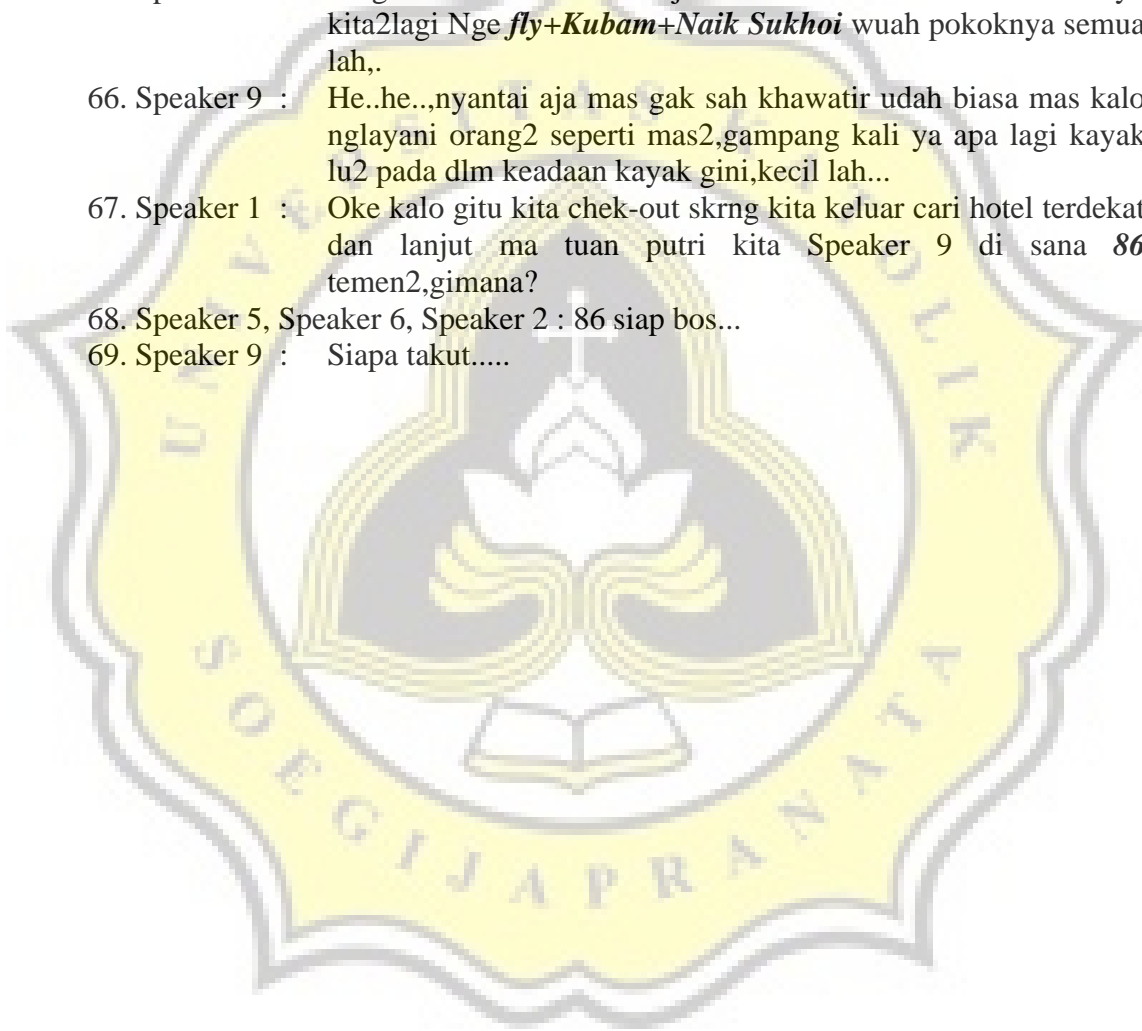 kita2lagi Nge fly+Kubam+Naik Sukhoi wuah pokoknya semua
lah,.
66. Speaker 9 : He..he..,nyantai aja mas gak sah khawatir udah biasa mas kalo
nglayani orang2 seperti mas2,gampang kali ya apa lagi kayak
lu2 pada dlm keadaan kayak gini,kecil lah...
67. Speaker 1 : Oke kalo gitu kita chek-out skrng kita keluar cari hotel terdekat
dan lanjut ma tuan putri kita Speaker 9 di sana 86
temen2,gimana?
68. Speaker 5, Speaker 6, Speaker 2 : 86 siap bos...
69. Speaker 9 : Siapa takut.....
UNIVERSITAS KATOLIK
SOEGIJAPRANATA